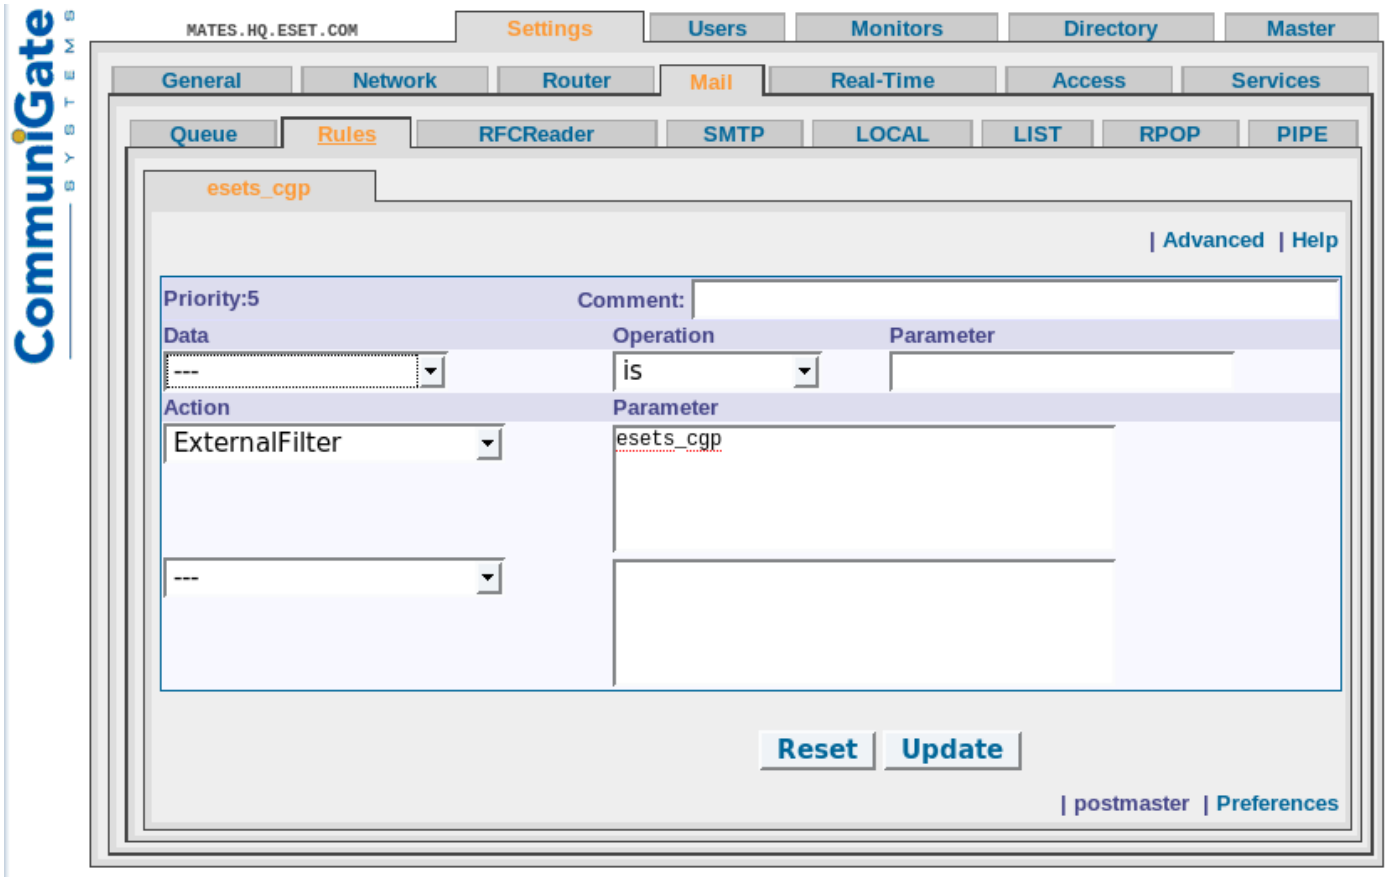 CommuniGate
SYSTEMS
MATES.HQ.ESET.COM
Settings
Users
Monitors
Directory
Master
General
Network
Router
Mail
Real-Time
Access
Services
Queue
Rules
RFCReader
SMTP
LOCAL
LIST
RPOP
PIPE
esets_cgp
| Advanced | Help
Priority:5 Comment:
Data Operation Parameter
--- is
Action Parameter
ExternalFilter esets_cgp
---
Reset Update
| postmaster | Preferences